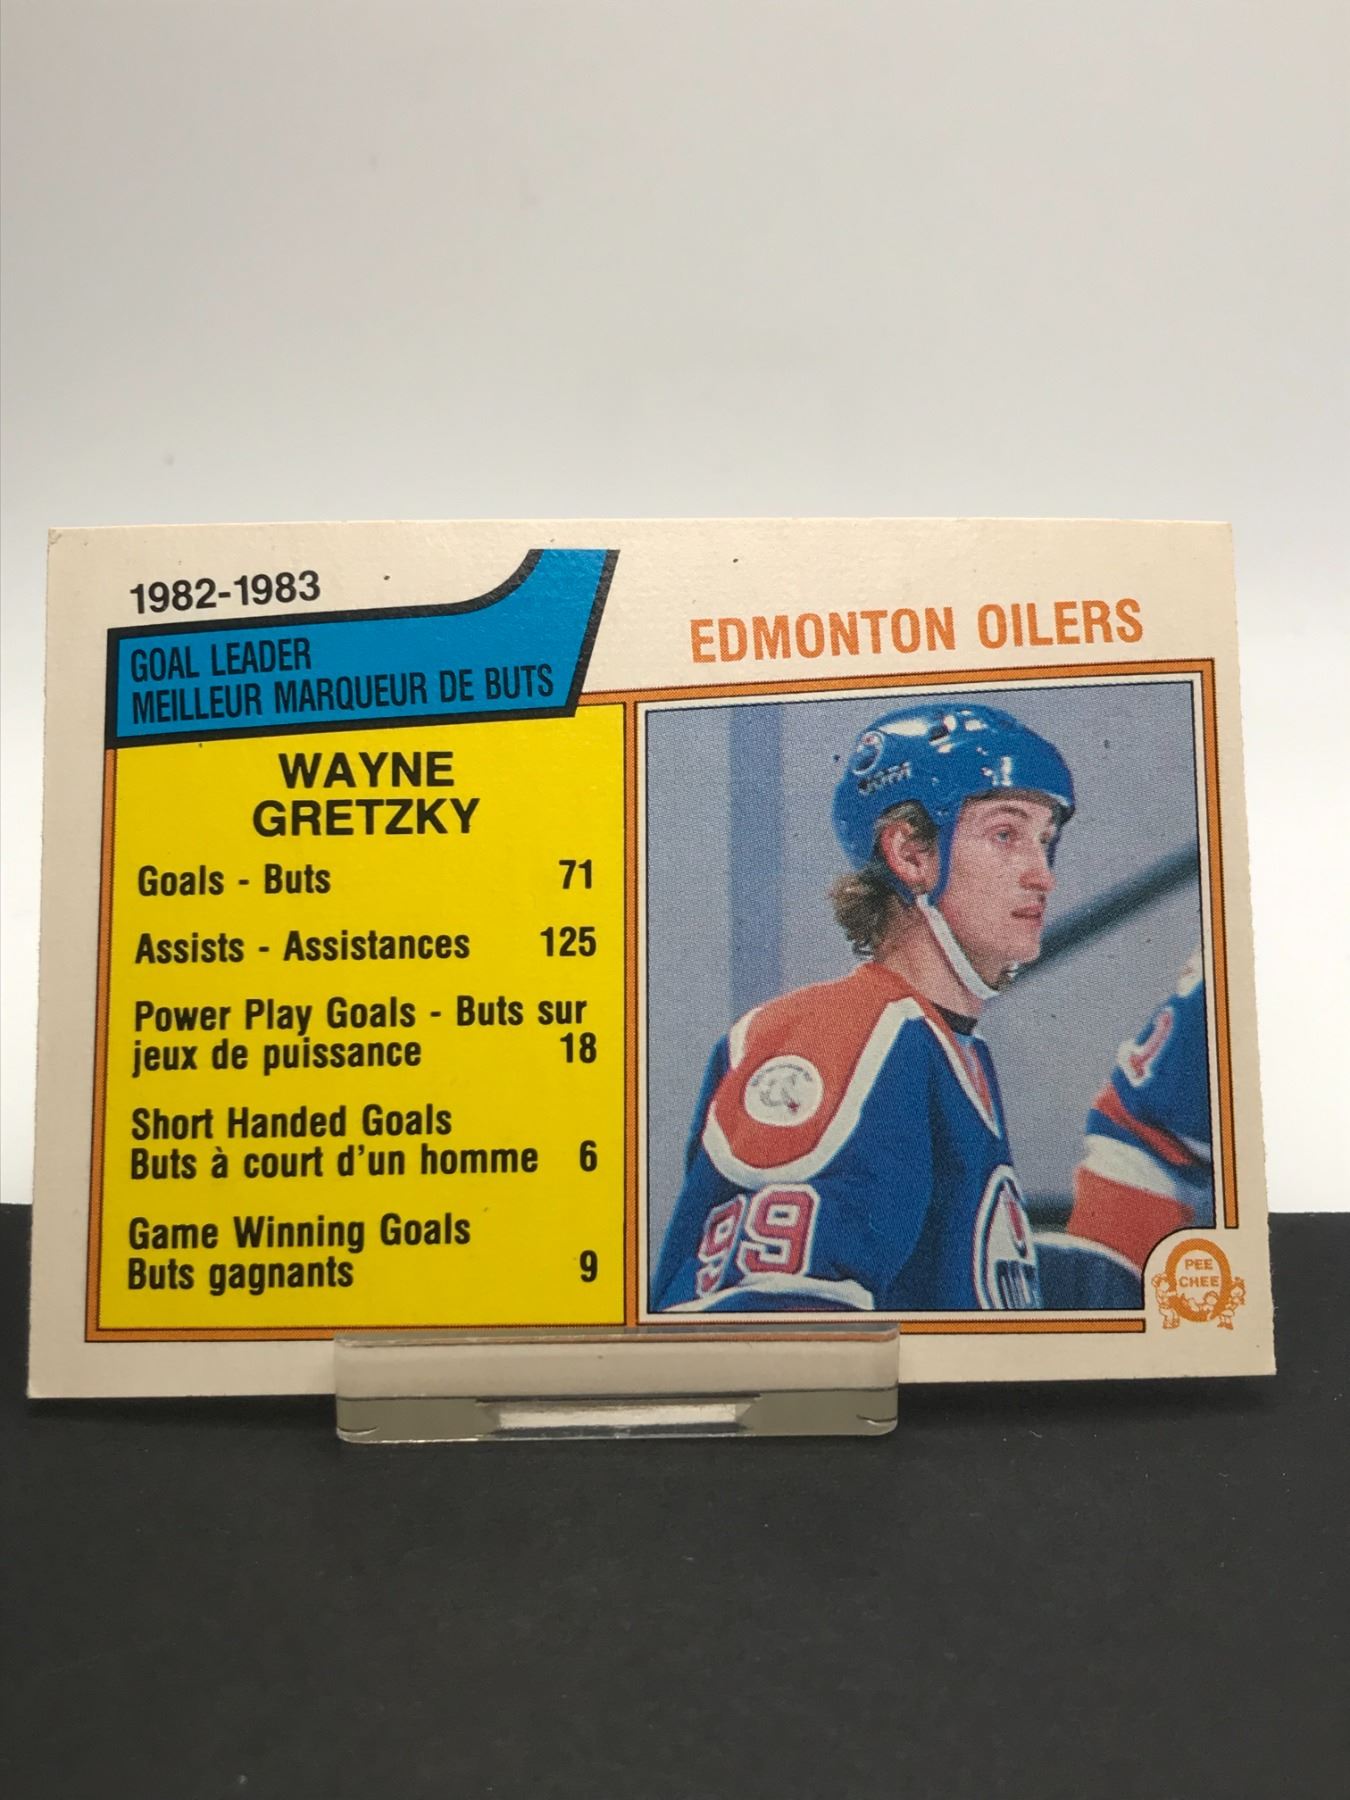 1982-1983
GOAL LEADER
MEILLEUR MARQUEUR DE BUTS
EDMONTON OILERS
WAYNE
GRETZKY
Goals - Buts 71
Assists - Assistances 125
Power Play Goals - Buts sur
jeux de puissance 18
Short Handed Goals
Buts à court d'un homme 6
Game Winning Goals
Buts gagnants 9
99
PEE
CHEE